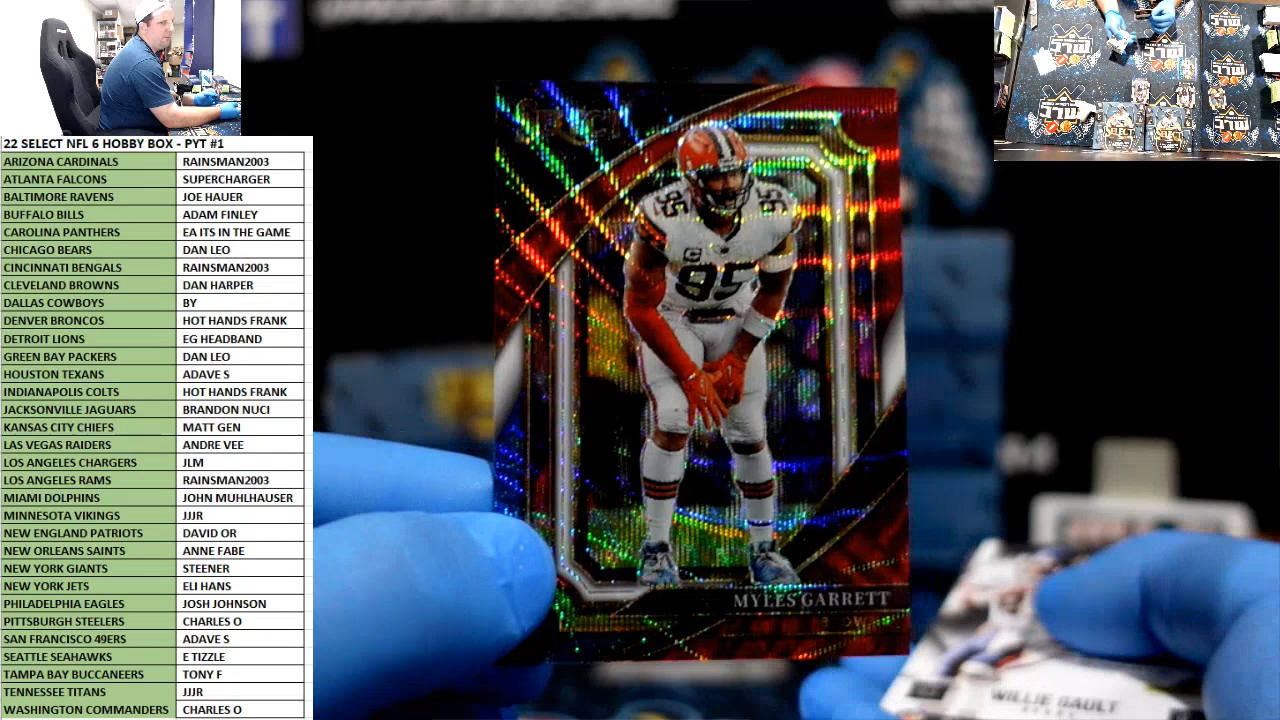 22 SELECT NFL 6 HOBBY BOX - PYT #1
ARIZONA CARDINALS RAINSMAN2003
ATLANTA FALCONS SUPERCHARGER
BALTIMORE RAVENS JOE HAUER
BUFFALO BILLS ADAM FINLEY
CAROLINA PANTHERS EA ITS IN THE GAME
CHICAGO BEARS DAN LEO
CINCINNATI BENGALS RAINSMAN2003
CLEVELAND BROWNS DAN HARPER
DALLAS COWBOYS BY
DENVER BRONCOS HOT HANDS FRANK
DETROIT LIONS EG HEADBAND
GREEN BAY PACKERS DAN LEO
HOUSTON TEXANS ADAVE S
INDIANAPOLIS COLTS HOT HANDS FRANK
JACKSONVILLE JAGUARS BRANDON NUCI
KANSAS CITY CHIEFS MATT GEN
LAS VEGAS RAIDERS ANDRE VEE
LOS ANGELES CHARGERS JLM
LOS ANGELES RAMS RAINSMAN2003
MIAMI DOLPHINS JOHN MUHLHAUSER
MINNESOTA VIKINGS JJJR
NEW ENGLAND PATRIOTS DAVID OR
NEW ORLEANS SAINTS ANNE FABE
NEW YORK GIANTS STEENER
NEW YORK JETS ELI HANS
PHILADELPHIA EAGLES JOSH JOHNSON
PITTSBURGH STEELERS CHARLES O
SAN FRANCISCO 49ERS ADAVE S
SEATTLE SEAHAWKS E TIZZLE
TAMPA BAY BUCCANEERS TONY F
TENNESSEE TITANS JJJR
WASHINGTON COMMANDERS CHARLES O
95 95
C
95
MYLES GARRETT
WILLIE GAULT
SELECT SELECT